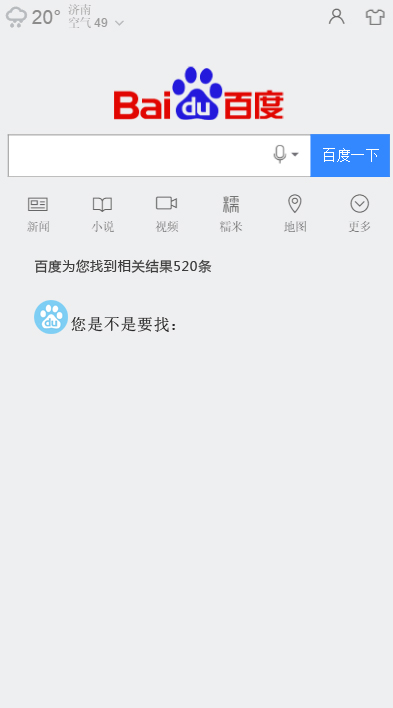 20° 济南
空气 49
Bai du 百度
百度一下
糯
新闻 小说 视频 糯米 地图 更多
百度为您找到相关结果520条
du 您是不是要找：